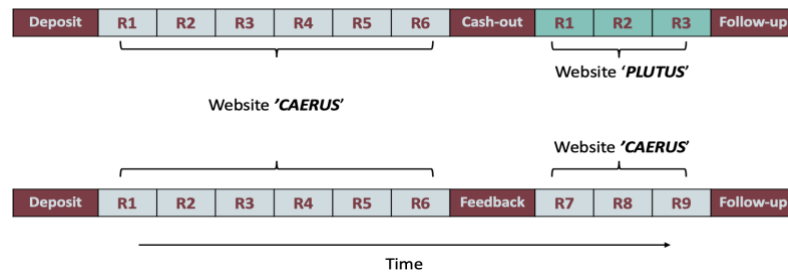 Deposit R1 R2 R3 R4 R5 R6 Cash-out R1 R2 R3 Follow-up
Website ‘PLUTUS’
Website ’CAERUS’
Website ’CAERUS’
Deposit R1 R2 R3 R4 R5 R6 Feedback R7 R8 R9 Follow-up
Time